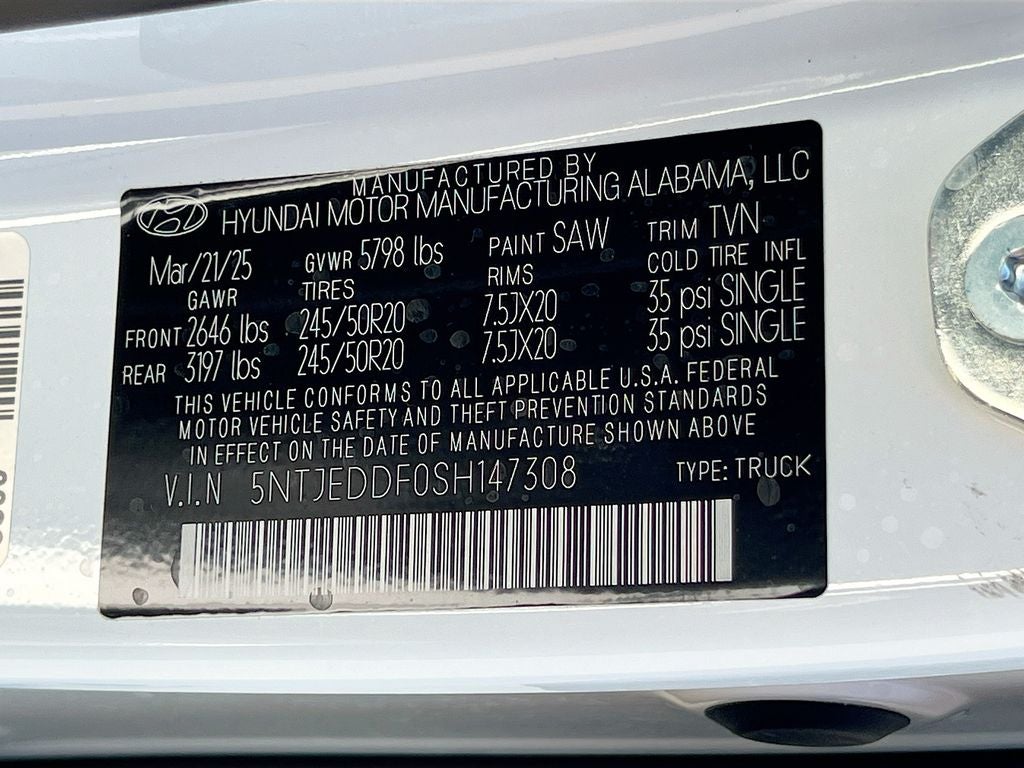 MANUFACTURED BY
HYUNDAI MOTOR MANUFACTURING ALABAMA, LLC
Mar/21/25 GVWR 5798 lbs PAINT SAW TRIM TVN
GAWR TIRES RIMS COLD TIRE INFL
FRONT 2646 lbs 245/50R20 7.5JX20 35 psi SINGLE
REAR 3197 lbs 245/50R20 7.5JX20 35 psi SINGLE
THIS VEHICLE CONFORMS TO ALL APPLICABLE U.S.A. FEDERAL
MOTOR VEHICLE SAFETY AND THEFT PREVENTION STANDARDS
IN EFFECT ON THE DATE OF MANUFACTURE SHOWN ABOVE
V.I.N 5NTJEDDF0SH147308 TYPE: TRUCK